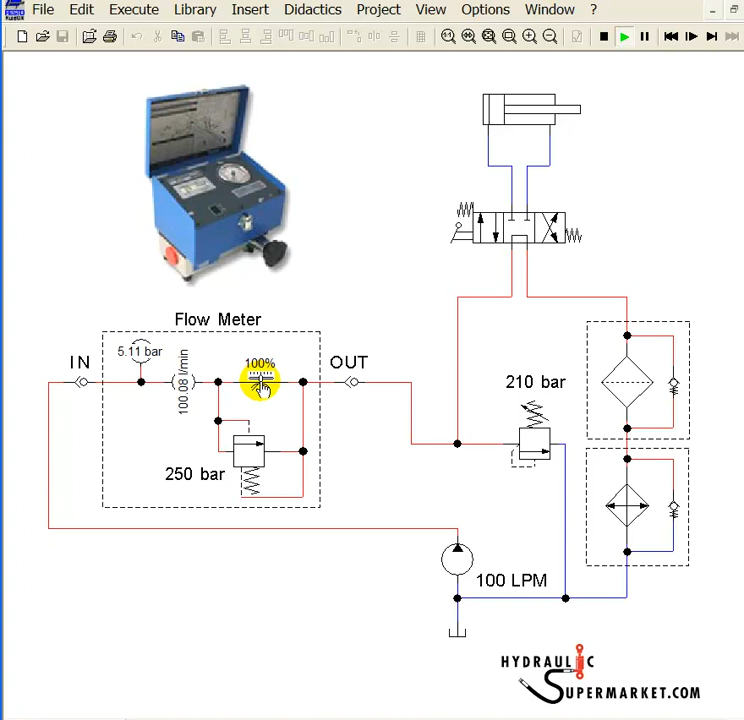 File Edit Execute Library Insert Didactics Project View Options Window ?
Flow Meter
IN
5.11 bar
100.08 l/min
100%
OUT
210 bar
250 bar
100 LPM
HYDRAULIC
SUPERMARKET.COM